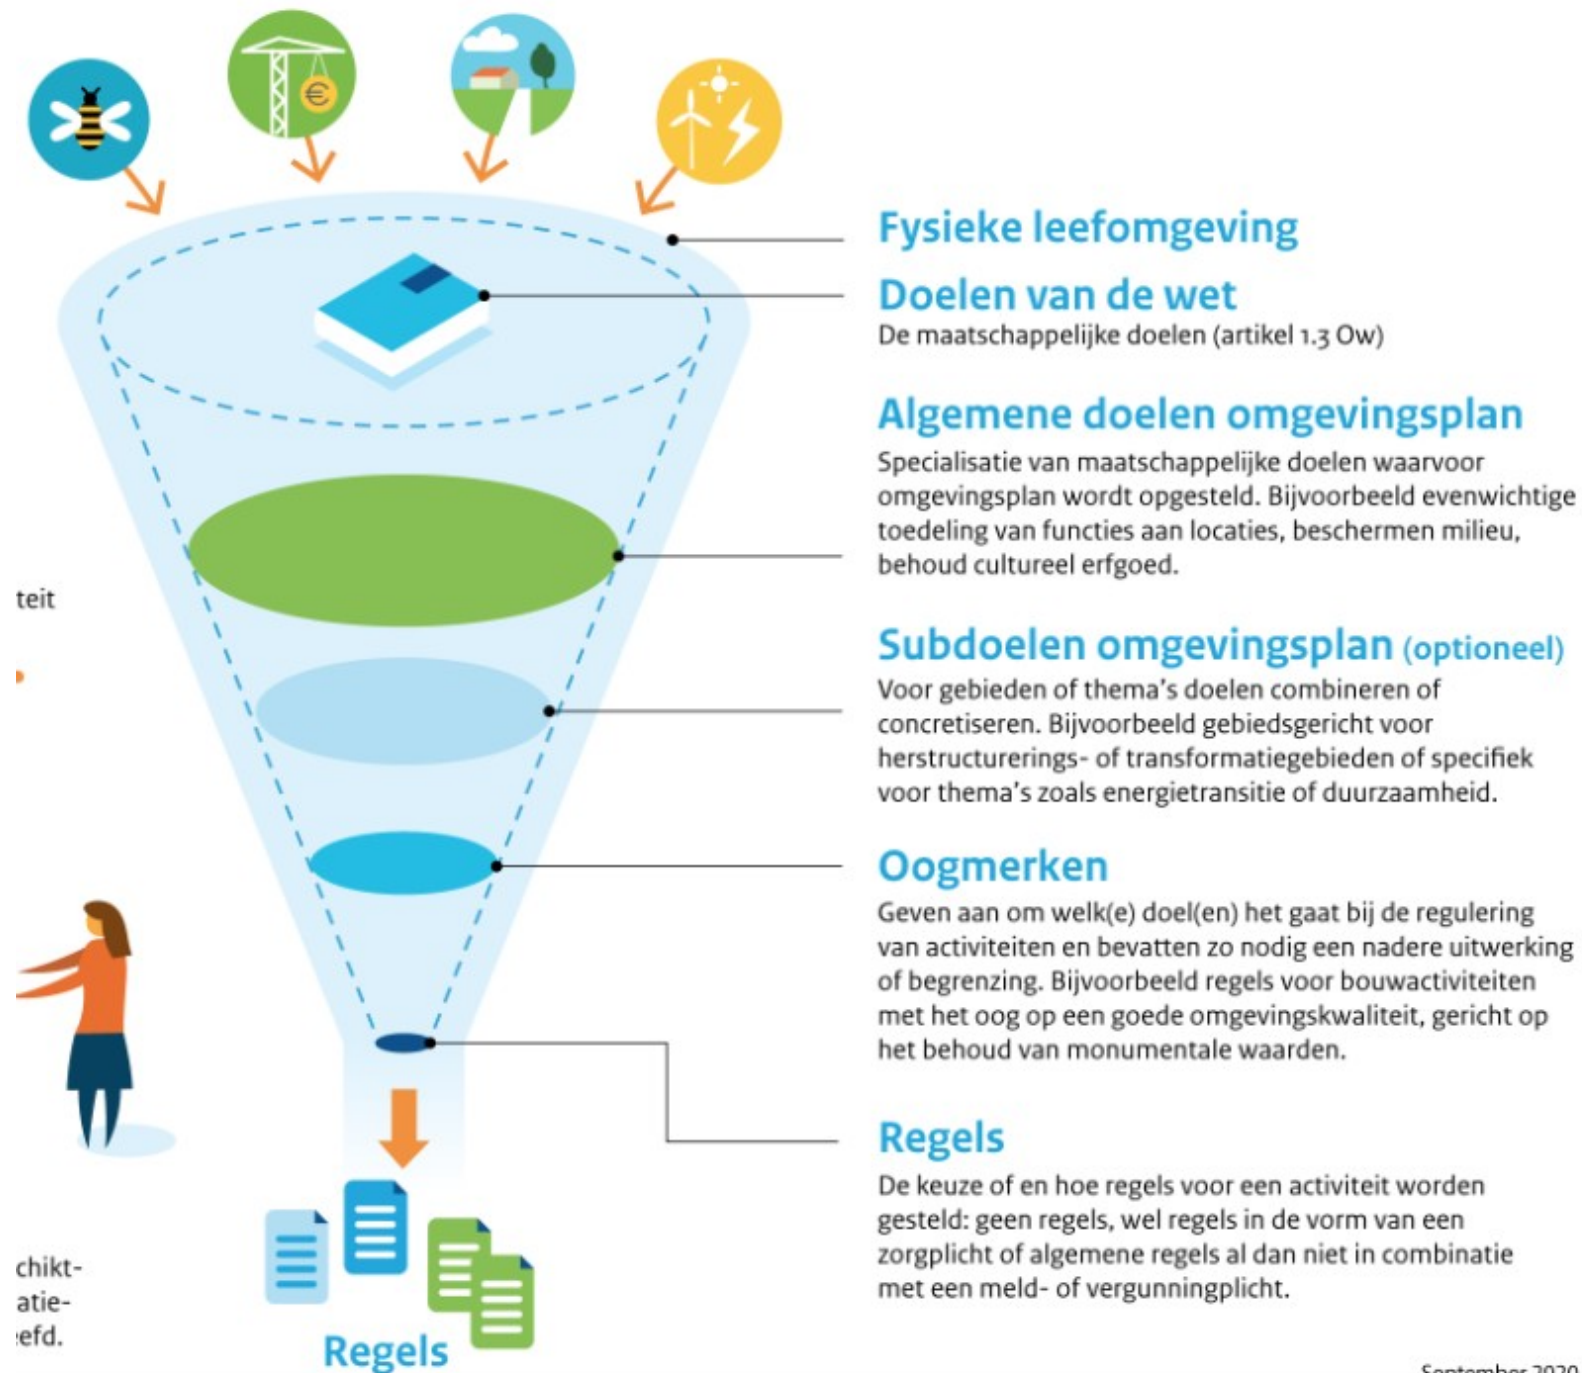 €
Fysieke leefomgeving
Doelen van de wet
De maatschappelijke doelen (artikel 1.3 Ow)
Algemene doelen omgevingsplan
Specialisatie van maatschappelijke doelen waarvoor
omgevingsplan wordt opgesteld. Bijvoorbeeld evenwichtige
toedeling van functies aan locaties, beschermen milieu,
behoud cultureel erfgoed.
Subdoelen omgevingsplan (optioneel)
Voor gebieden of thema's doelen combineren of
concretiseren. Bijvoorbeeld gebiedsgericht voor
herstructurerings- of transformatiegebieden of specifiek
voor thema's zoals energietransitie of duurzaamheid.
Oogmerken
Geven aan om welk(e) doel(en) het gaat bij de regulering
van activiteiten en bevatten zo nodig een nadere uitwerking
of begrenzing. Bijvoorbeeld regels voor bouwactiviteiten
met het oog op een goede omgevingskwaliteit, gericht op
het behoud van monumentale waarden.
Regels
De keuze of en hoe regels voor een activiteit worden
gesteld: geen regels, wel regels in de vorm van een
zorgplicht of algemene regels al dan niet in combinatie
met een meld- of vergunningplicht.
teit
chikt-
atie-
efd.
Regels
September 2020